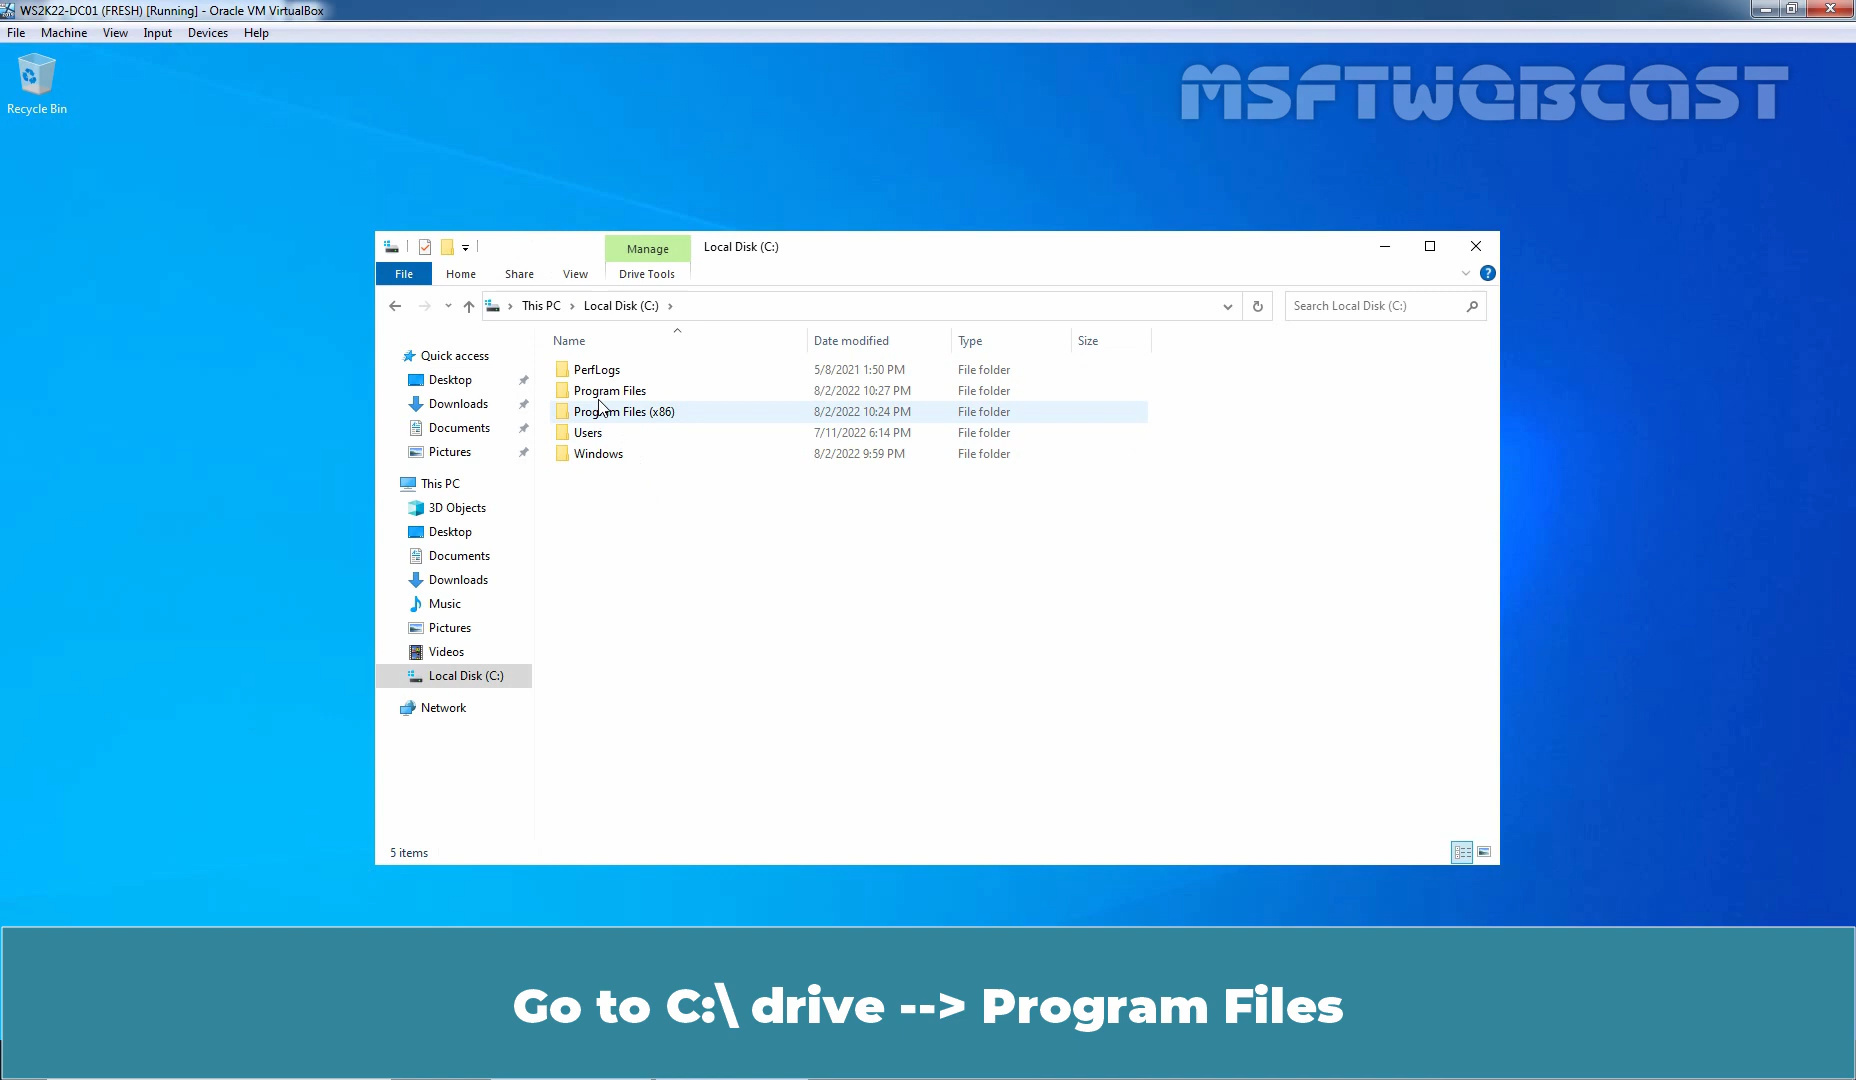 WS2K22-DC01 (FRESH) [Running] - Oracle VM VirtualBox
File Machine View Input Devices Help
Recycle Bin
MSFTWEBCAST
Manage Local Disk (C:)
File Home Share View Drive Tools
This PC Local Disk (C:) Search Local Disk (C:)
Name Date modified Type Size
PerfLogs 5/8/2021 1:50 PM File folder
Program Files 8/2/2022 10:27 PM File folder
Program Files (x86) 8/2/2022 10:24 PM File folder
Users 7/11/2022 6:14 PM File folder
Windows 8/2/2022 9:59 PM File folder
Quick access
Desktop
Downloads
Documents
Pictures
This PC
3D Objects
Desktop
Documents
Downloads
Music
Pictures
Videos
Local Disk (C:)
Network
5 items
Go to C:\ drive --> Program Files